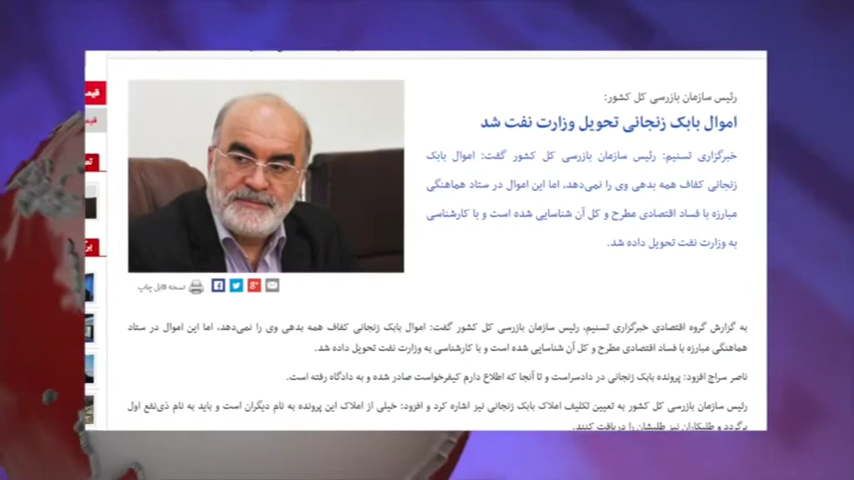 رئیس سازمان بازرسی کل کشور:
اموال بابک زنجانی تحویل وزارت نفت شد
خبرگزاری تسنیم: رئیس سازمان بازرسی کل کشور گفت: اموال بابک
زنجانی کفاف همه بدهی وی را نمی‌دهد، اما این اموال در ستاد هماهنگی
مبارزه با فساد اقتصادی مطرح و کل آن شناسایی شده است و با کارشناسی
به وزارت نفت تحویل داده شد.
نسخه قابل چاپ
به گزارش گروه اقتصادی خبرگزاری تسنیم، رئیس سازمان بازرسی کل کشور گفت: اموال بابک زنجانی کفاف همه بدهی وی را نمی‌دهد، اما این اموال در ستاد
هماهنگی مبارزه با فساد اقتصادی مطرح و کل آن شناسایی شده است و با کارشناسی به وزارت نفت تحویل داده شد.
ناصر سراج افزود: پرونده بابک زنجانی در دادسراست و تا آنجا که اطلاع دارم کیفرخواست صادر شده و به دادگاه رفته است.
رئیس سازمان بازرسی کل کشور به تعیین تکلیف املاک بابک زنجانی نیز اشاره کرد و افزود: خیلی از املاک این پرونده به نام دیگران است و باید به نام ذی‌نفع اول
برگردد و طلبکاران نیز طلبشان را دریافت کنند.